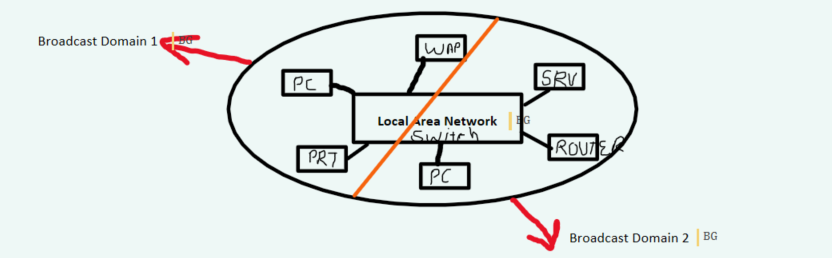 Broadcast Domain 1
BG
WAP
PC
SRV
Local Area Network
BG
Switch
PRT
ROUTER
PC
Broadcast Domain 2
BG